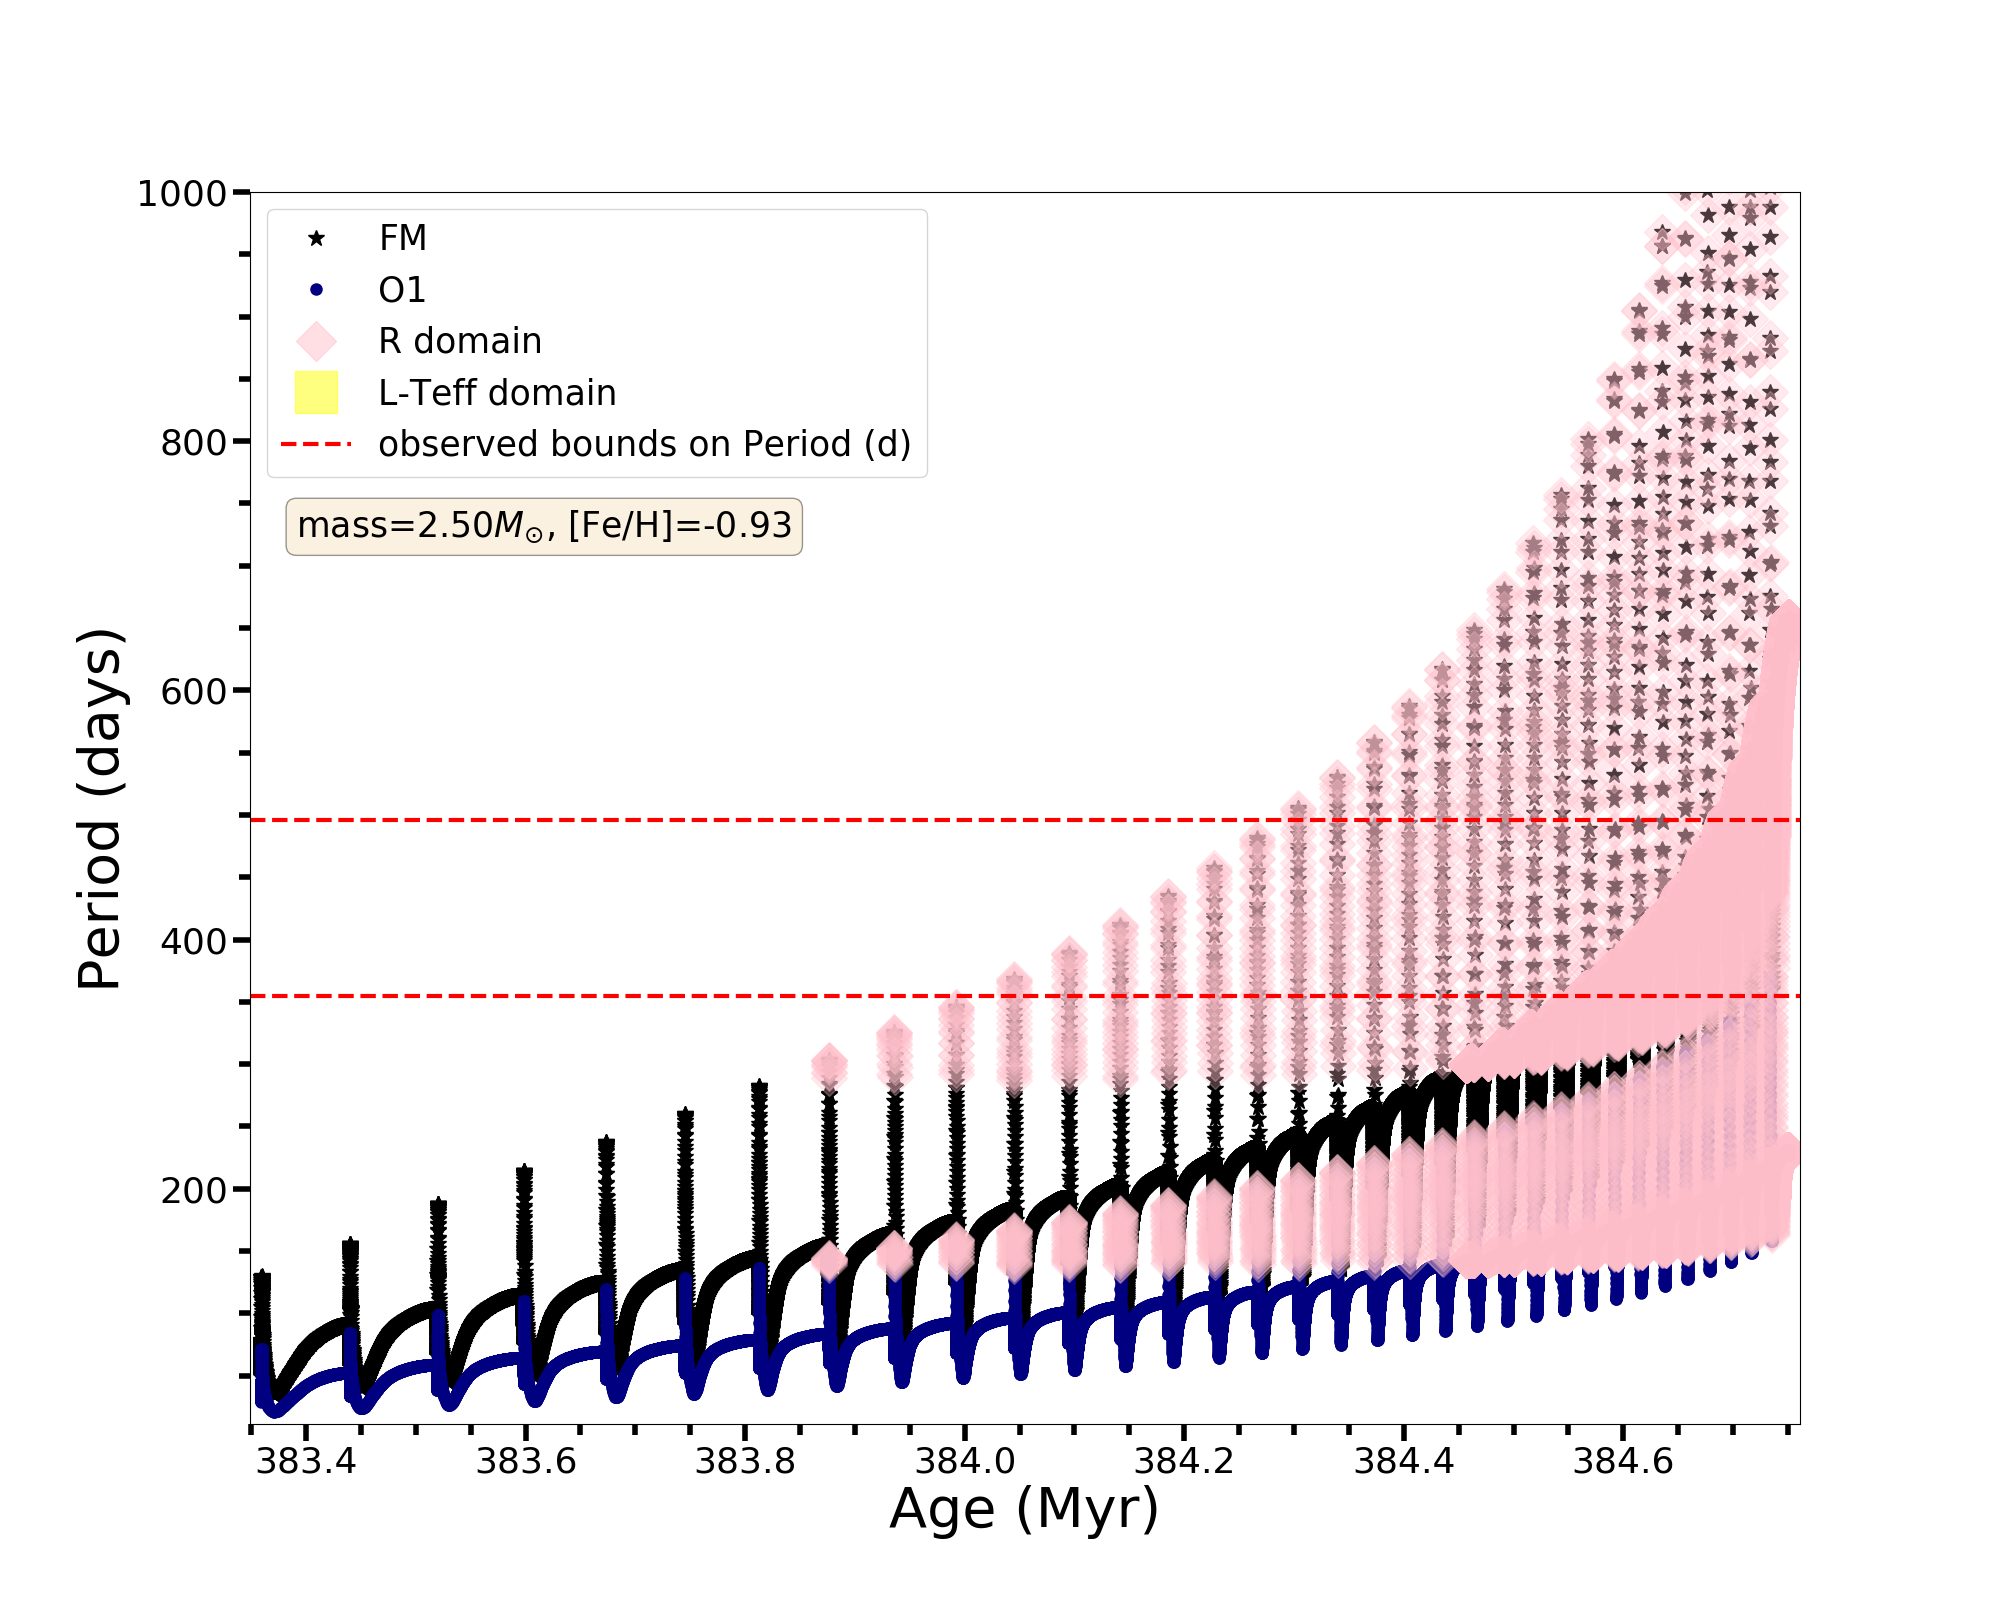 1000
800
600
400
200
Period (days)
FM
O1
R domain
L-Teff domain
observed bounds on Period (d)
mass=2.50M⊙, [Fe/H]=-0.93
383.4 383.6 383.8 384.0 384.2 384.4 384.6
Age (Myr)